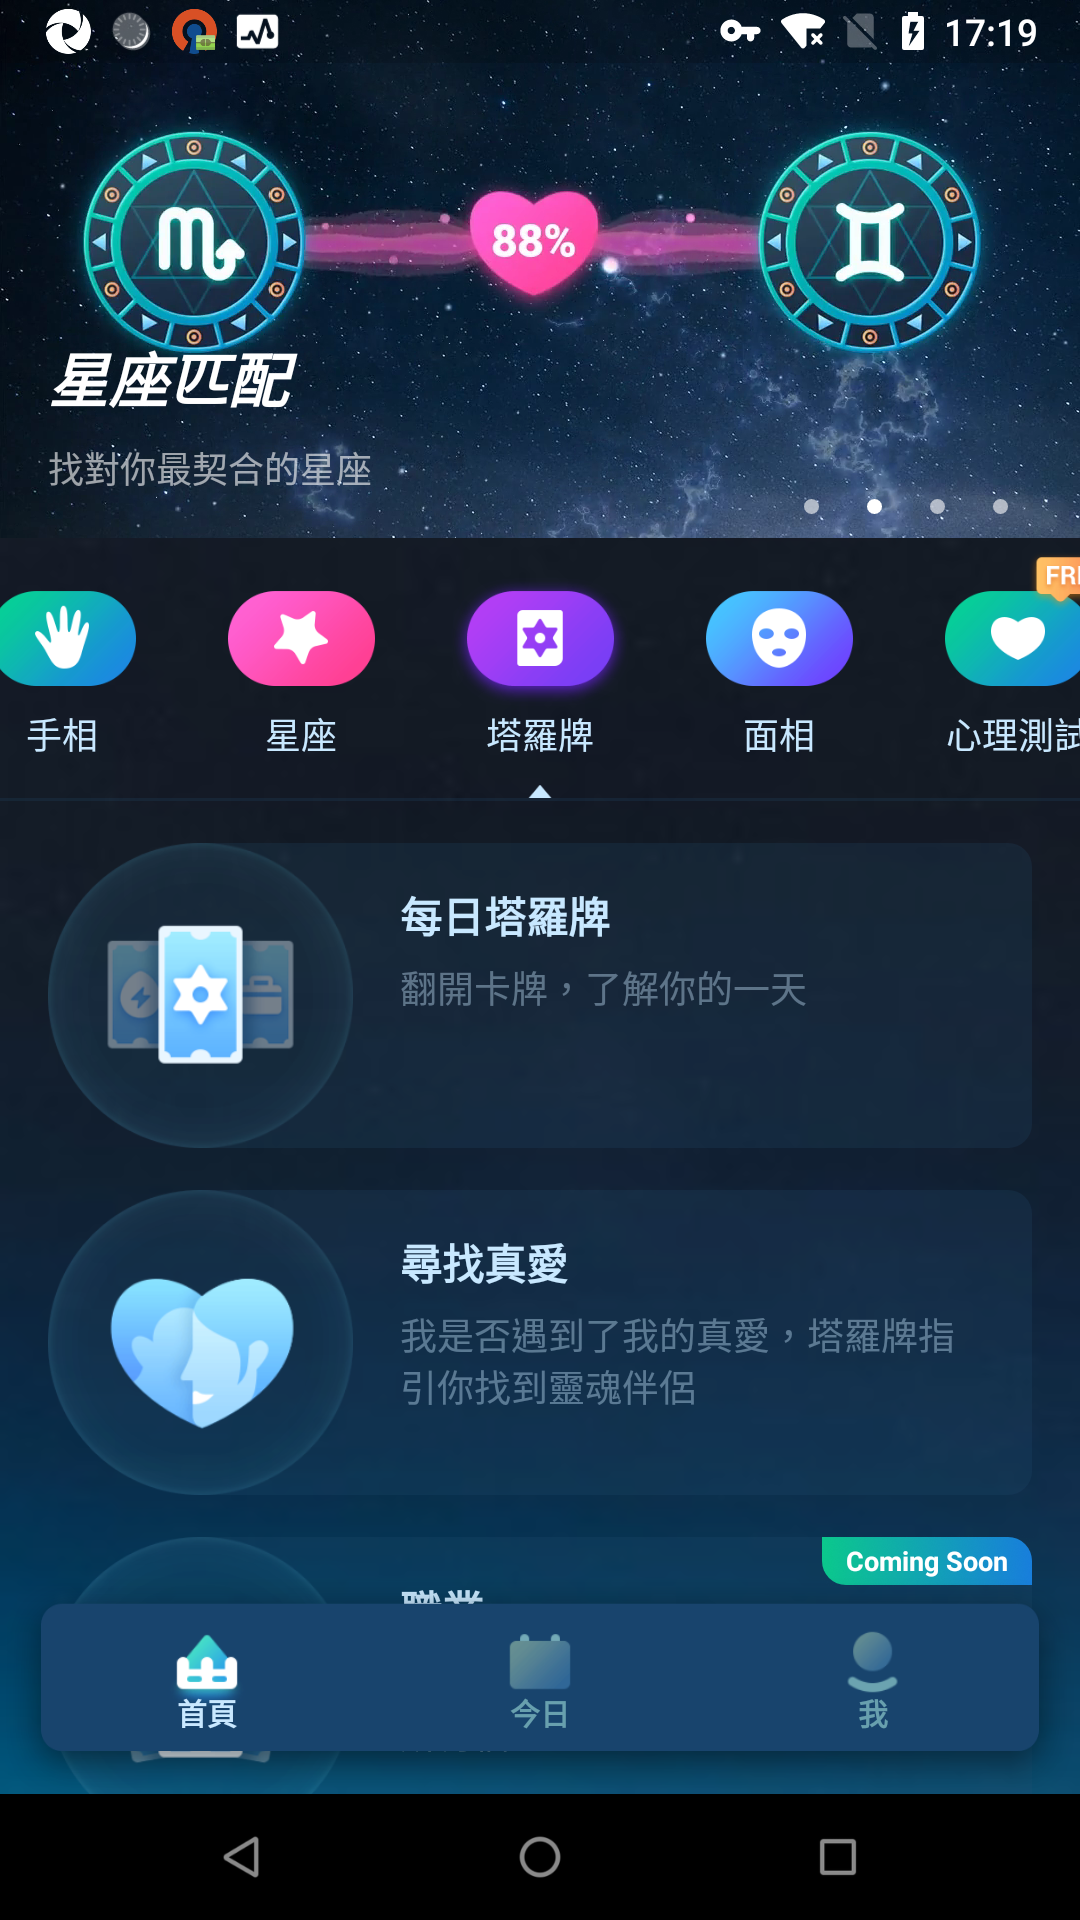 17:19
88%
星座匹配
找對你最契合的星座
FR
手相
星座
塔羅牌
面相
心理測試
每日塔羅牌
翻開卡牌，了解你的一天
尋找真愛
我是否遇到了我的真愛，塔羅牌指
引你找到靈魂伴侶
Coming Soon
職業
首頁
今日
我